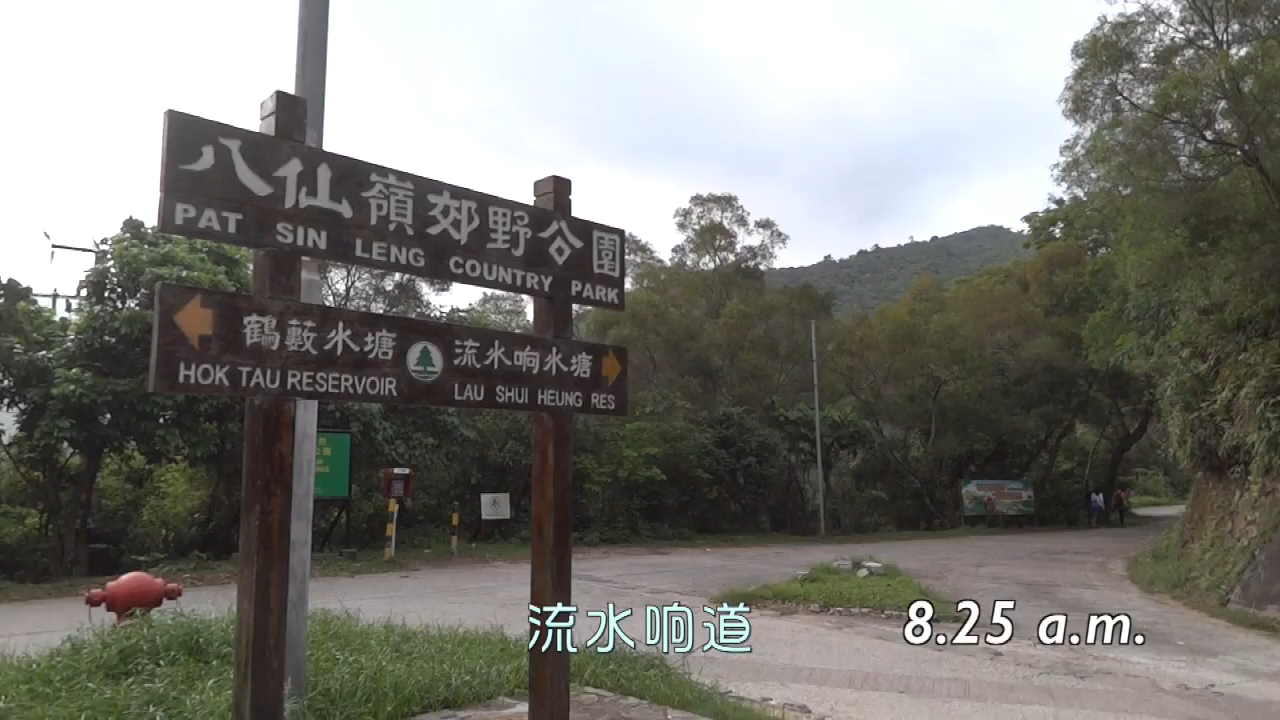 八仙嶺郊野公園
PAT SIN LENG COUNTRY PARK
鶴藪水塘 流水响水塘
HOK TAU RESERVOIR LAU SHUI HEUNG RES
流水响道 8.25 a.m.